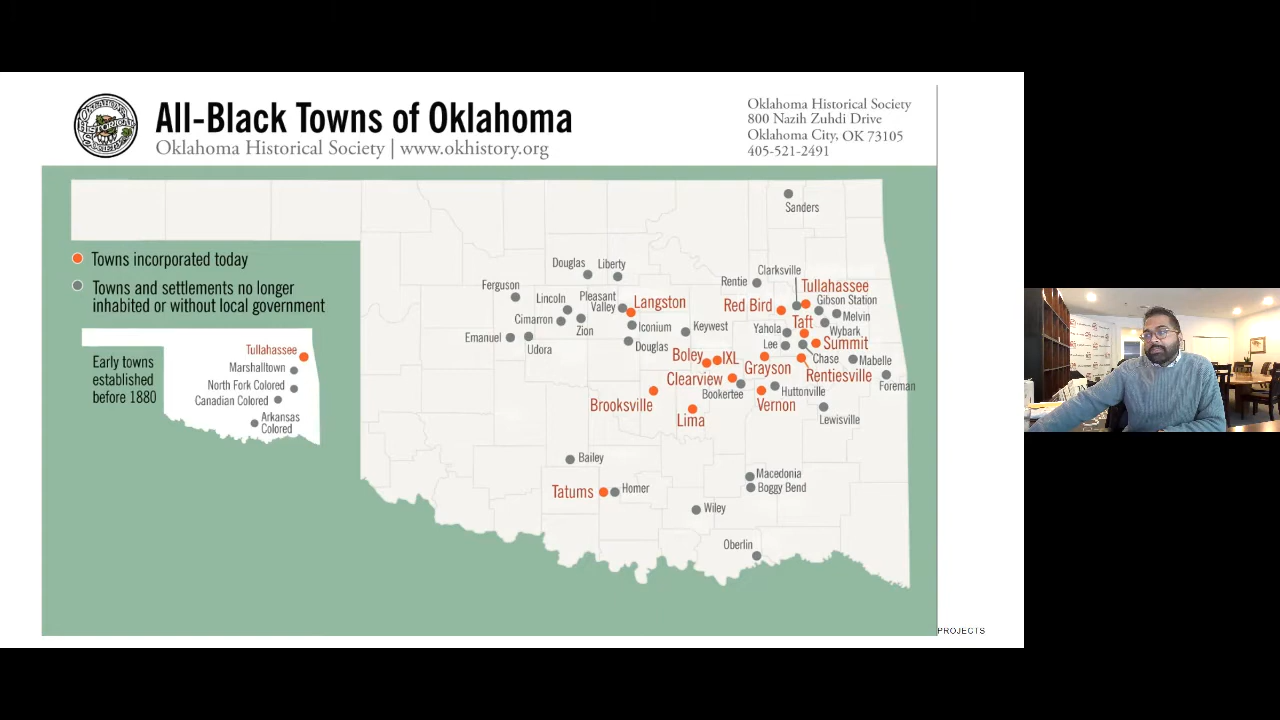 All-Black Towns of Oklahoma
Oklahoma Historical Society | www.okhistory.org
Oklahoma Historical Society
800 Nazih Zuhdi Drive
Oklahoma City, OK 73105
405-521-2491
Towns incorporated today
Towns and settlements no longer
inhabited or without local government
Early towns
established
before 1880
Tullahassee
Marshalltown
North Fork Colored
Canadian Colored
Arkansas
Colored
Sanders
Douglas
Liberty
Clarksville
Rentie
Tullahassee
Ferguson
Lincoln
Pleasant
Valley
Langston
Red Bird
Gibson Station
Cimarron
Zion
Iconium
Keywest
Taft
Melvin
Yahola
Wybark
Emanuel
Udora
Douglas
Lee
Summit
Boley
IXL
Grayson
Chase
Mabelle
Clearview
Rentiesville
Foreman
Bookertee
Huttonville
Brooksville
Vernon
Lima
Lewisville
Bailey
Macedonia
Boggy Bend
Tatums
Homer
Wiley
Oberlin
PROJECTS